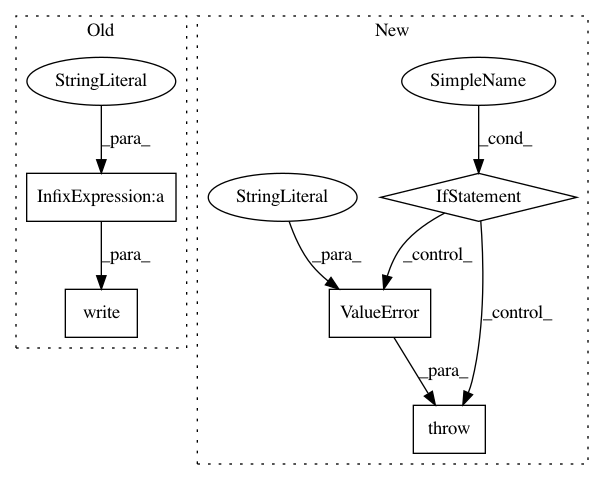 Old
New
StringLiteral
SimpleName
_para_
_cond_
InfixExpression:a
StringLiteral
IfStatement
_para_
_para_
_control_
write
ValueError
_control_
_para_
throw